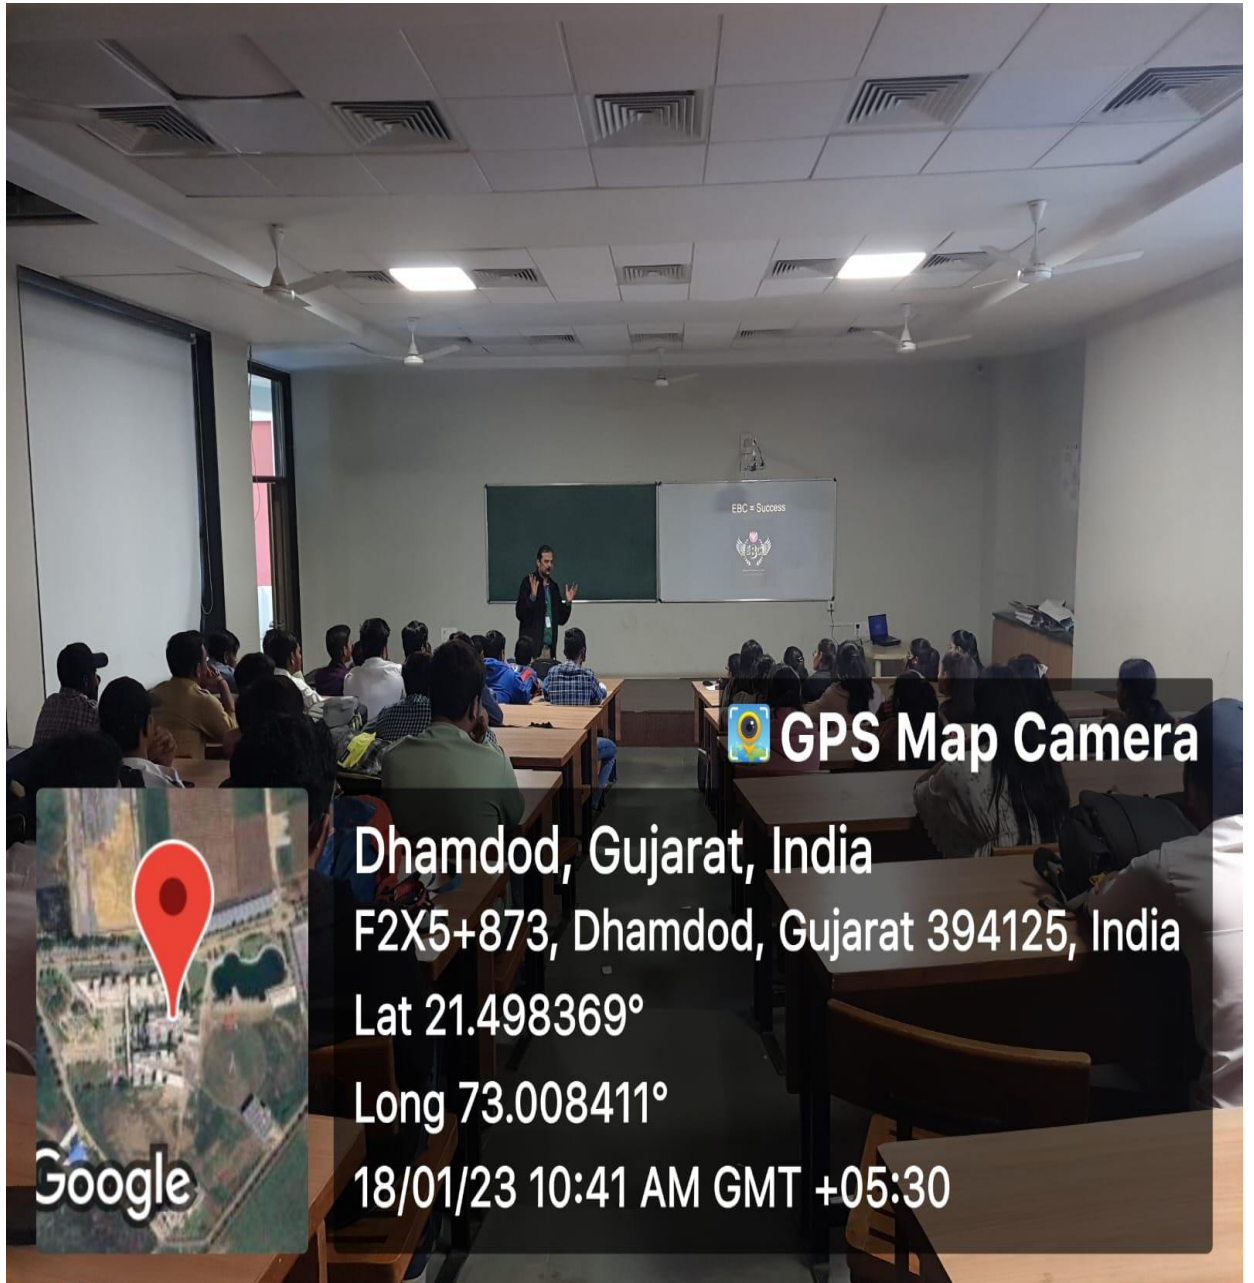 EBC = Success
EBC
GPS Map Camera
Dhamdod, Gujarat, India
F2X5+873, Dhamdod, Gujarat 394125, India
Lat 21.498369°
Long 73.008411°
18/01/23 10:41 AM GMT +05:30
Google